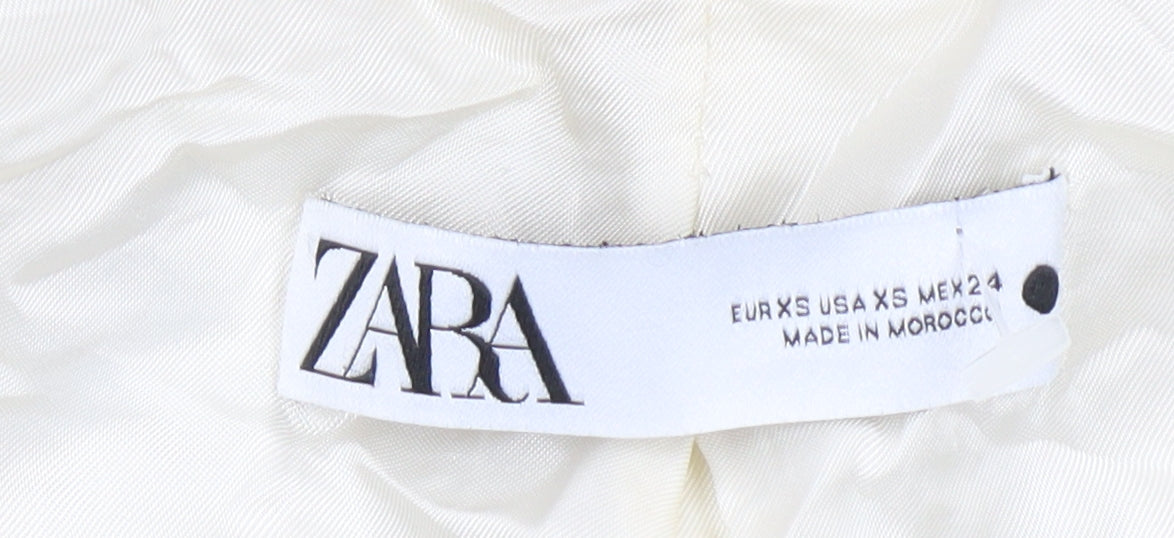 ZARA
EUR XS USA XS MEX 24
MADE IN MOROCCO